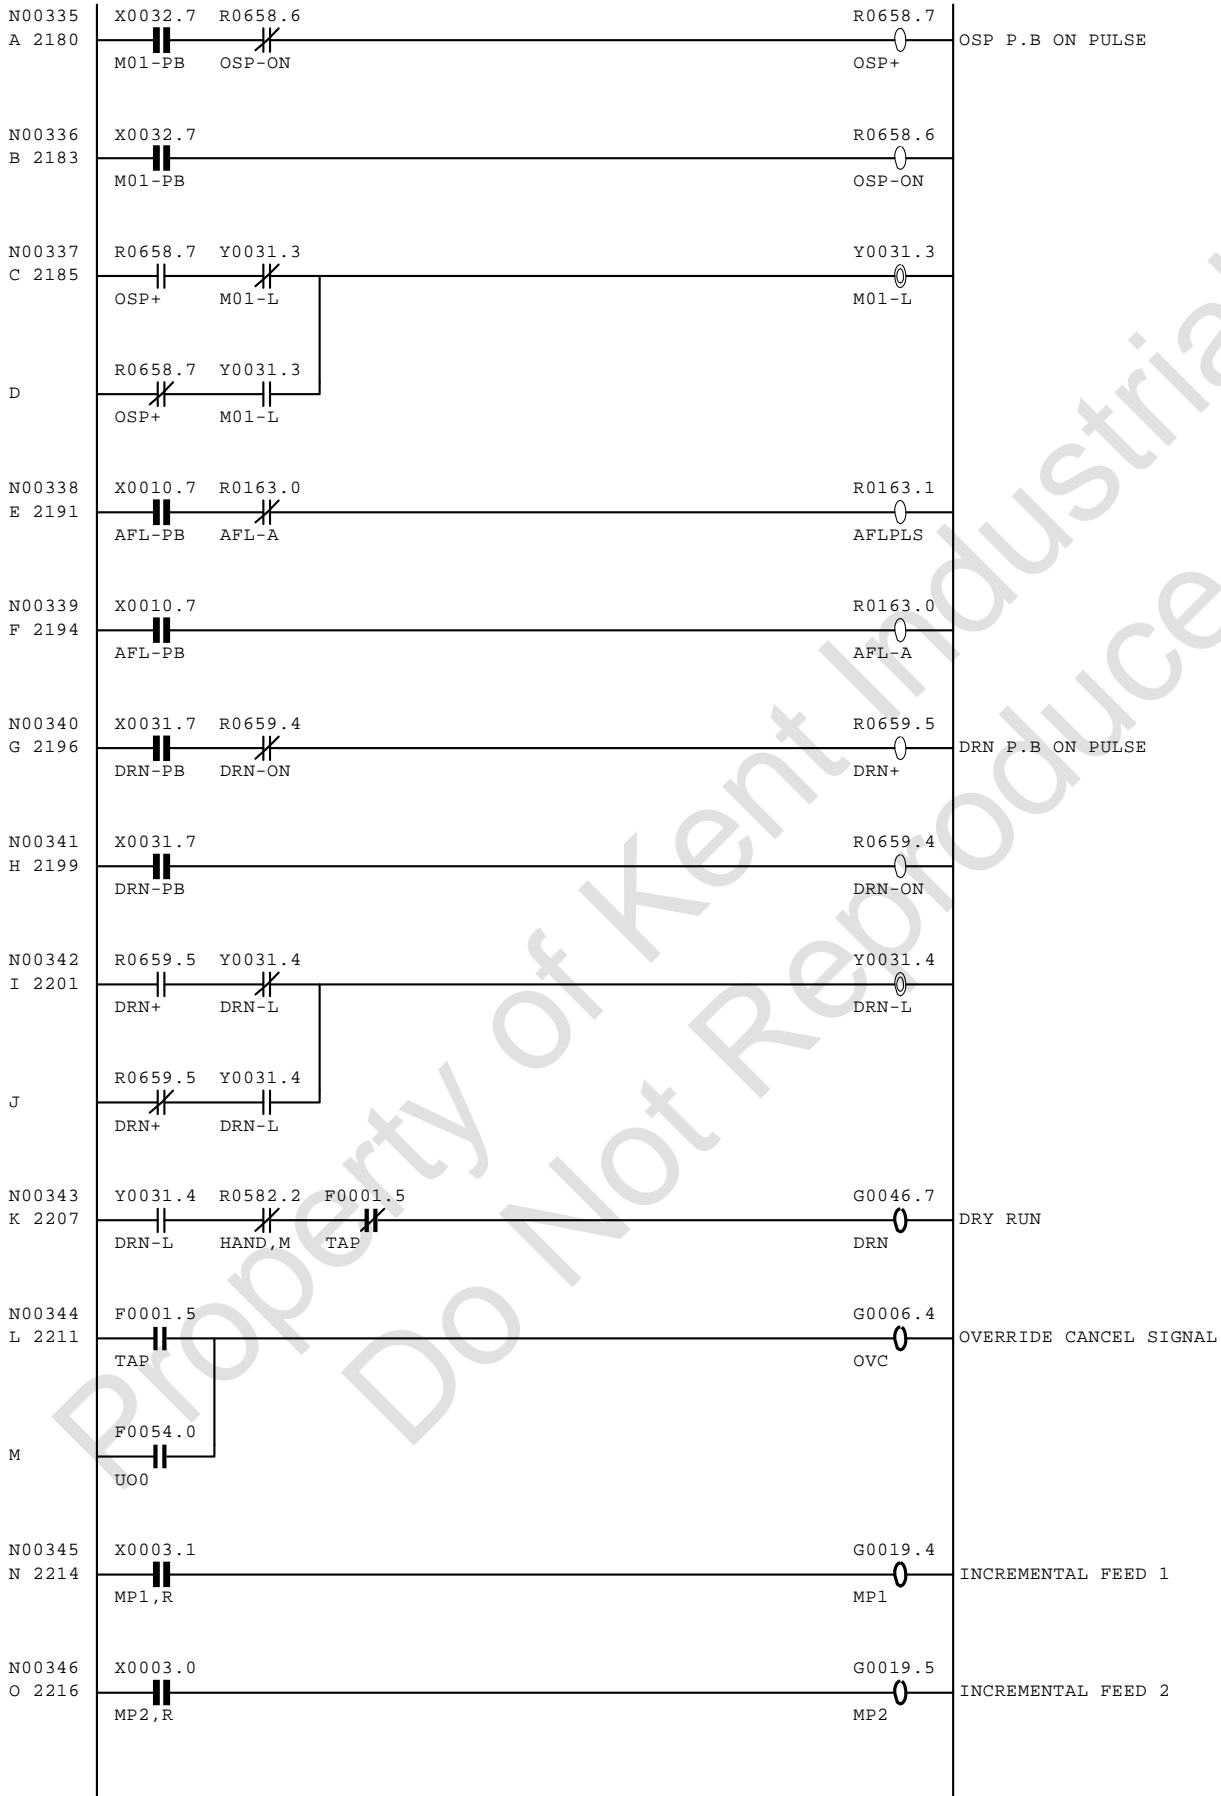 N00335 X0032.7 R0658.6 R0658.7
A 2180 OSP P.B ON PULSE
M01-PB OSP-ON OSP+
N00336 X0032.7 R0658.6
B 2183
M01-PB OSP-ON
N00337 R0658.7 Y0031.3 Y0031.3
C 2185
OSP+ M01-L M01-L
R0658.7 Y0031.3
D
OSP+ M01-L
N00338 X0010.7 R0163.0 R0163.1
E 2191
AFL-PB AFL-A AFLPLS
N00339 X0010.7 R0163.0
F 2194
AFL-PB AFL-A
N00340 X0031.7 R0659.4 R0659.5
G 2196 DRN P.B ON PULSE
DRN-PB DRN-ON DRN+
N00341 X0031.7 R0659.4
H 2199
DRN-PB DRN-ON
N00342 R0659.5 Y0031.4 Y0031.4
I 2201
DRN+ DRN-L DRN-L
R0659.5 Y0031.4
J
DRN+ DRN-L
N00343 Y0031.4 R0582.2 F0001.5 G0046.7
K 2207 DRY RUN
DRN-L HAND,M TAP DRN
N00344 F0001.5 G0006.4
L 2211 OVERRIDE CANCEL SIGNAL
TAP OVC
F0054.0
M
UO0
N00345 X0003.1 G0019.4
N 2214 INCREMENTAL FEED 1
MP1,R MP1
N00346 X0003.0 G0019.5
O 2216 INCREMENTAL FEED 2
MP2,R MP2
Property of Kent Industrial
Do Not Reproduce